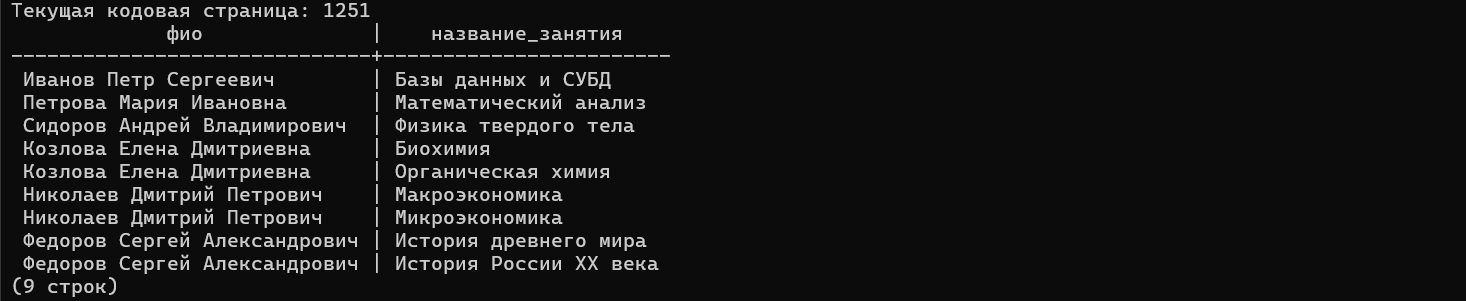 Текущая кодовая страница: 1251
             фио              |    название_занятия
------------------------------+------------------------
 Иванов Петр Сергеевич        | Базы данных и СУБД
 Петрова Мария Ивановна       | Математический анализ
 Сидоров Андрей Владимирович  | Физика твердого тела
 Козлова Елена Дмитриевна     | Биохимия
 Козлова Елена Дмитриевна     | Органическая химия
 Николаев Дмитрий Петрович    | Макроэкономика
 Николаев Дмитрий Петрович    | Микроэкономика
 Федоров Сергей Александрович | История древнего мира
 Федоров Сергей Александрович | История России XX века
(9 строк)